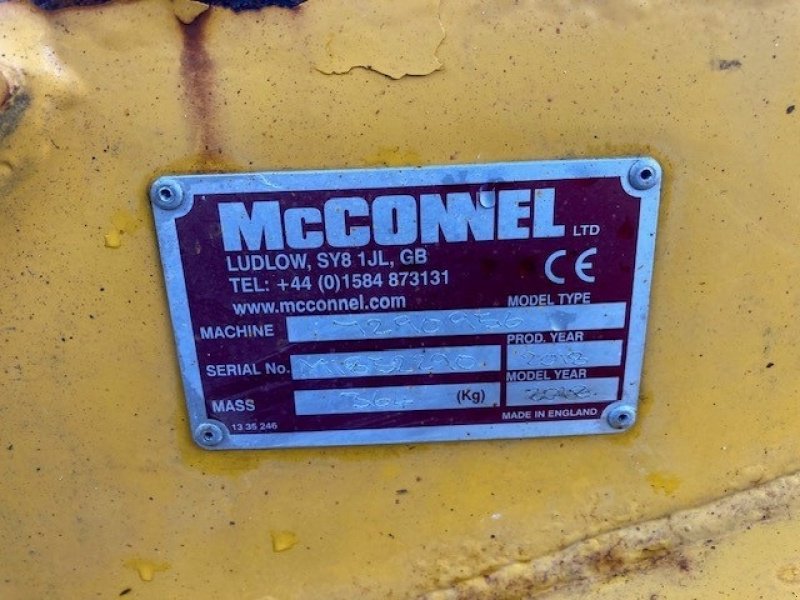 McCONNEL LTD
LUDLOW, SY8 1JL, GB
TEL: +44 (0)1584 873131
www.mcconnel.com
CE
MODEL TYPE
MACHINE
PROD. YEAR
SERIAL No.
MODEL YEAR
MASS (Kg)
13 35 246
MADE IN ENGLAND